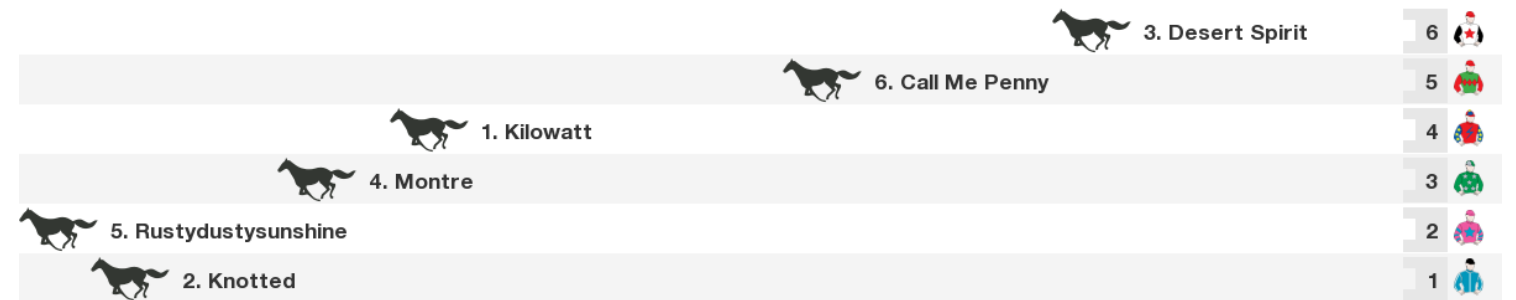 3. Desert Spirit 6
6. Call Me Penny 5
1. Kilowatt 4
4. Montre 3
5. Rustydustysunshine 2
2. Knotted 1